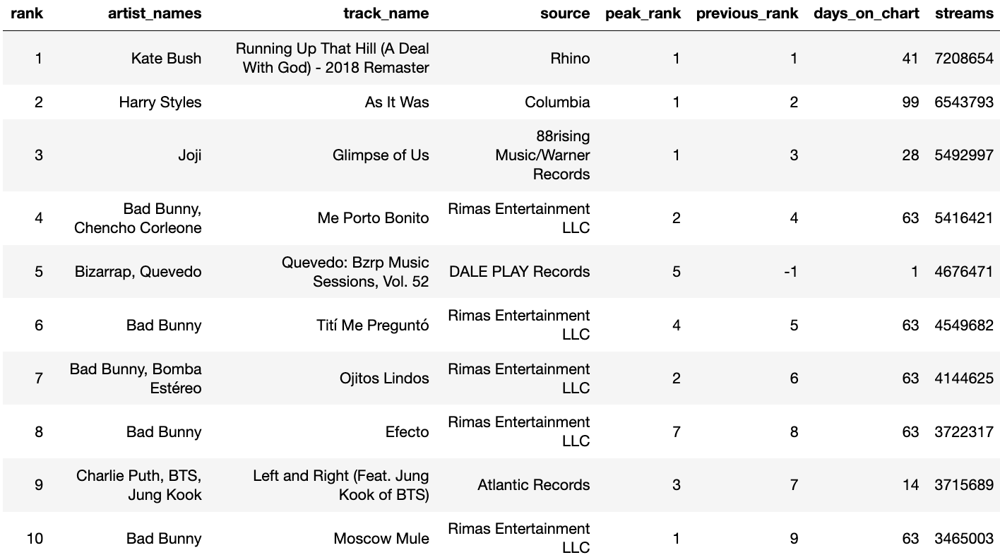 rank artist_names track_name source peak_rank previous_rank days_on_chart streams
1 Kate Bush Running Up That Hill (A Deal With God) - 2018 Remaster Rhino 1 1 41 7208654
2 Harry Styles As It Was Columbia 1 2 99 6543793
3 Joji Glimpse of Us 88rising Music/Warner Records 1 3 28 5492997
4 Bad Bunny, Chencho Corleone Me Porto Bonito Rimas Entertainment LLC 2 4 63 5416421
5 Bizarrap, Quevedo Quevedo: Bzrp Music Sessions, Vol. 52 DALE PLAY Records 5 -1 1 4676471
6 Bad Bunny Tití Me Preguntó Rimas Entertainment LLC 4 5 63 4549682
7 Bad Bunny, Bomba Estéreo Ojitos Lindos Rimas Entertainment LLC 2 6 63 4144625
8 Bad Bunny Efecto Rimas Entertainment LLC 7 8 63 3722317
9 Charlie Puth, BTS, Jung Kook Left and Right (Feat. Jung Kook of BTS) Atlantic Records 3 7 14 3715689
10 Bad Bunny Moscow Mule Rimas Entertainment LLC 1 9 63 3465003